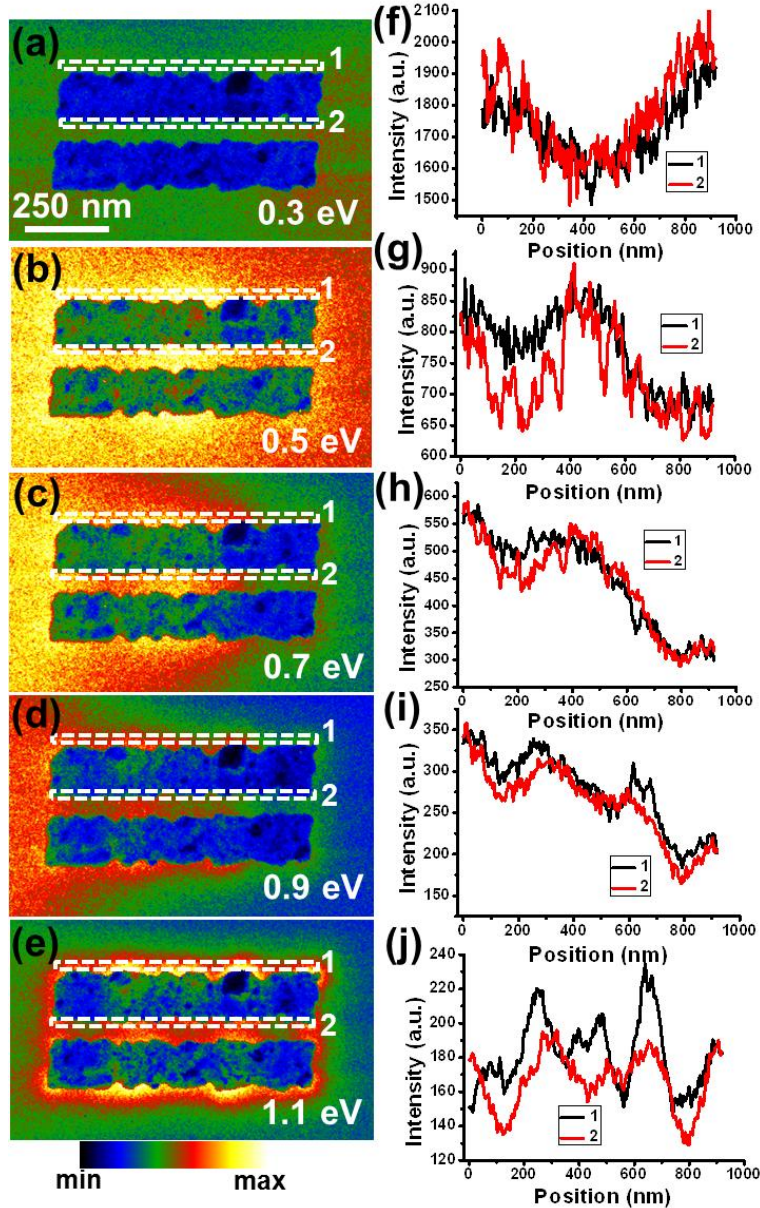 (a)
1
2
250 nm
0.3 eV
(b)
1
2
0.5 eV
(c)
1
2
0.7 eV
(d)
1
2
0.9 eV
(e)
1
2
1.1 eV
min max
(f)
Intensity (a.u.)
2100
2000
1900
1800
1700
1600
1500
0 200 400 600 800 1000
Position (nm)
1
2
(g)
Intensity (a.u.)
900
850
800
750
700
650
600
0 200 400 600 800 1000
Position (nm)
1
2
(h)
Intensity (a.u.)
600
550
500
450
400
350
300
250
0 200 400 600 800 1000
Position (nm)
1
2
(i)
Intensity (a.u.)
350
300
250
200
150
0 200 400 600 800 1000
Position (nm)
1
2
(j)
Intensity (a.u.)
240
220
200
180
160
140
120
0 200 400 600 800 1000
Position (nm)
1
2